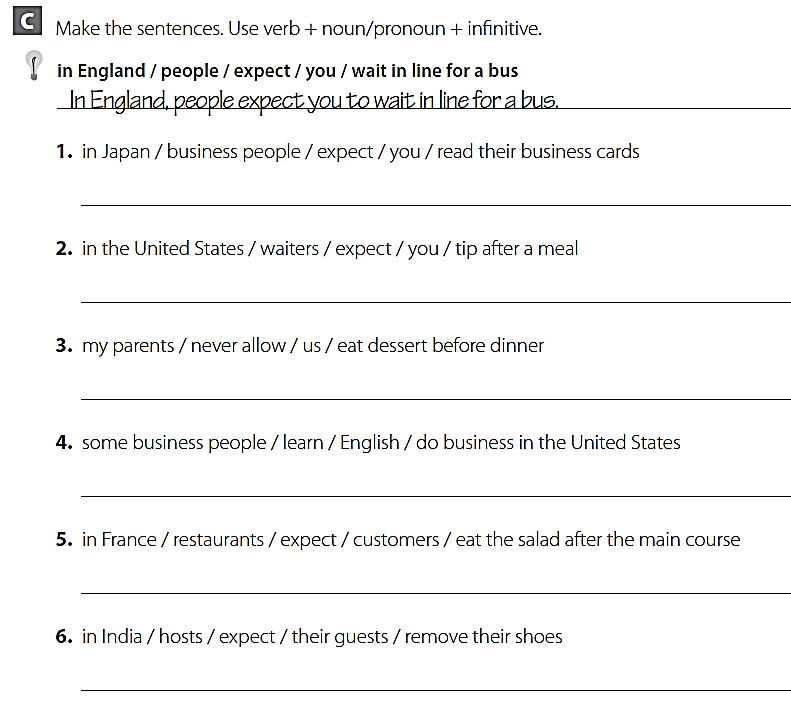 C Make the sentences. Use verb + noun/pronoun + infinitive.
in England / people / expect / you / wait in line for a bus
In England, people expect you to wait in line for a bus.
1. in Japan / business people / expect / you / read their business cards
2. in the United States / waiters / expect / you / tip after a meal
3. my parents / never allow / us / eat dessert before dinner
4. some business people / learn / English / do business in the United States
5. in France / restaurants / expect / customers / eat the salad after the main course
6. in India / hosts / expect / their guests / remove their shoes